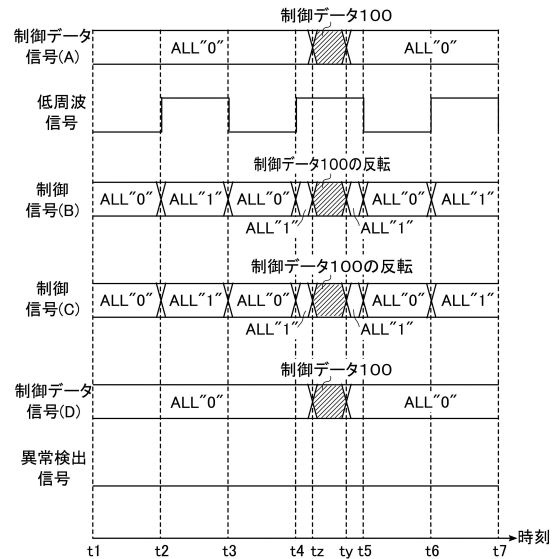 制御データ100
制御データ
信号(A)
ALL"0"
ALL"0"
低周波
信号
制御データ100の反転
制御
信号(B)
ALL"0"
ALL"1"
ALL"0"
ALL"0"
ALL"1"
ALL"1"
ALL"1"
制御データ100の反転
制御
信号(C)
ALL"0"
ALL"1"
ALL"0"
ALL"0"
ALL"1"
ALL"1"
ALL"1"
制御データ100
制御データ
信号(D)
ALL"0"
ALL"0"
異常検出
信号
時刻
t1
t2
t3
t4
tz
ty
t5
t6
t7